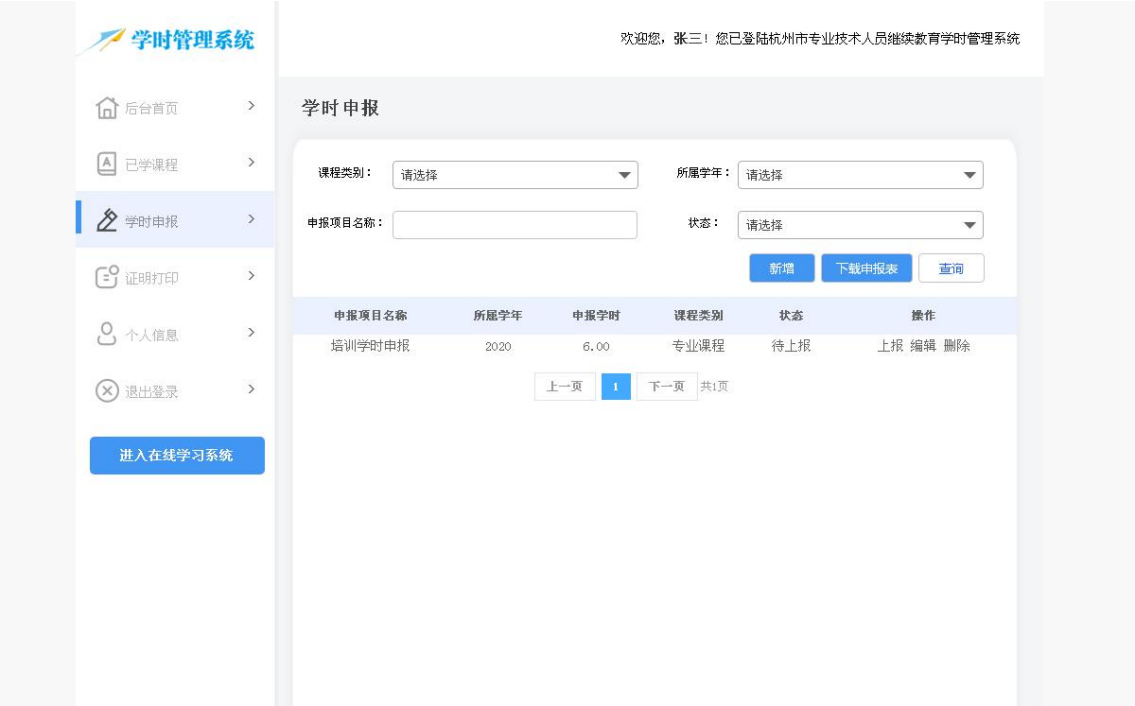 学时管理系统
欢迎您，张三！您已登陆杭州市专业技术人员继续教育学时管理系统
后台首页
已学课程
学时申报
证明打印
个人信息
退出登录
进入在线学习系统
学时申报
课程类别： 请选择 所属学年： 请选择
申报项目名称： 状态： 请选择
新增 下载申报表 查询
申报项目名称 所属学年 申报学时 课程类别 状态 操作
培训学时申报 2020 6.00 专业课程 待上报 上报 编辑 删除
上一页 1 下一页 共1页